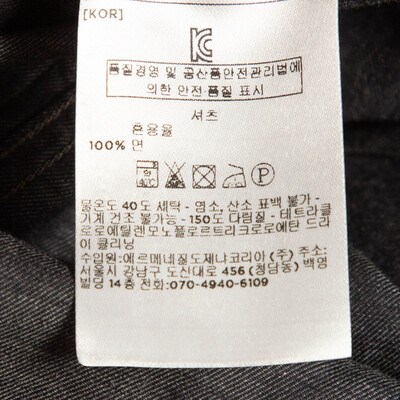 [KOR]
KC
품질경영 및 공산품안전관리법에
의한 안전·품질 표시
셔츠
혼용율
100% 면
물온도 40도 세탁 - 염소, 산소 표백 불가 -
기계 건조 불가능 - 150도 다림질 - 테트라클
로로에틸렌모노플로르트리크로로에탄 드라
이 클리닝
수입원: 에르메네질도제냐코리아 (주) 주소:
서울시 강남구 도산대로 456 (청담동) 백영
빌딩 14층 전화:070-4940-6109